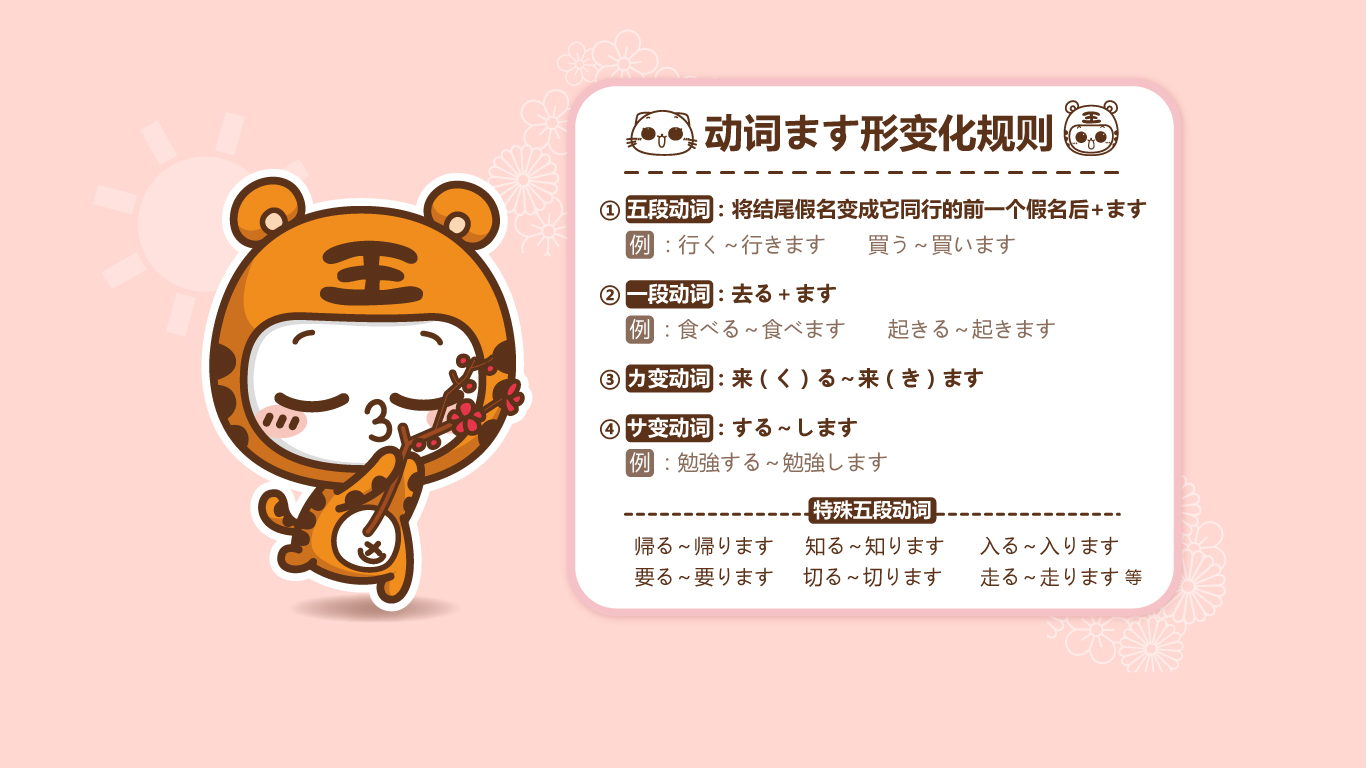 王
动词ます形变化规则
① 五段动词：将结尾假名变成它同行的前一个假名后+ます
例：行く～行きます　買う～買います
② 一段动词：去る+ます
例：食べる～食べます　起きる～起きます
③ カ变动词：来(く)る～来(き)ます
④ サ变动词：する～します
例：勉強する～勉強します
特殊五段动词
帰る～帰ります　知る～知ります　入る～入ります
要る～要ります　切る～切ります　走る～走ります 等